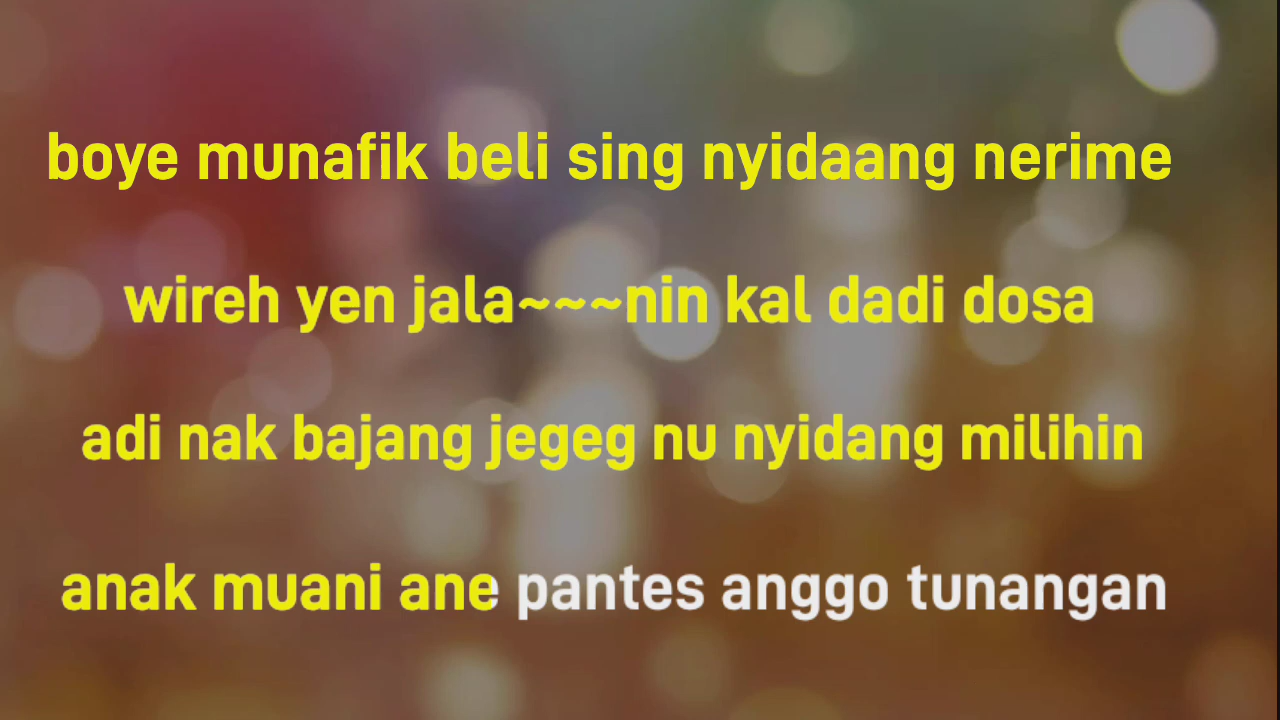 boye munafik beli sing nyidaang nerime
wireh yen jala~~~nin kal dadi dosa
adi nak bajang jegeg nu nyidang milihin
anak muani ane pantes anggo tunangan